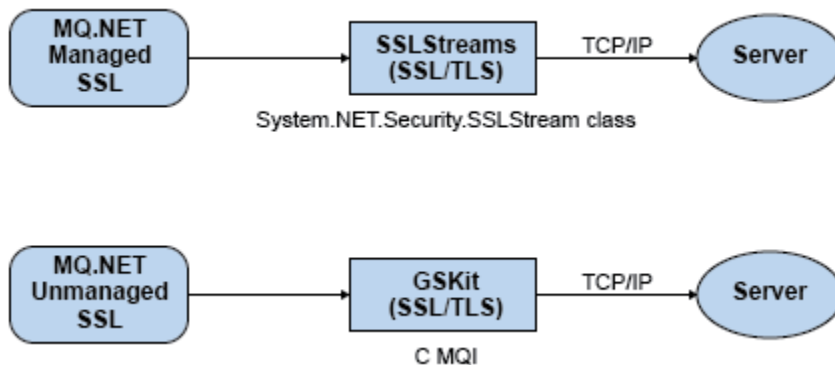 MQ.NET
Managed
SSL
SSLStreams
(SSL/TLS)
TCP/IP
Server
System.NET.Security.SSLStream class
MQ.NET
Unmanaged
SSL
GSKit
(SSL/TLS)
TCP/IP
Server
C MQI